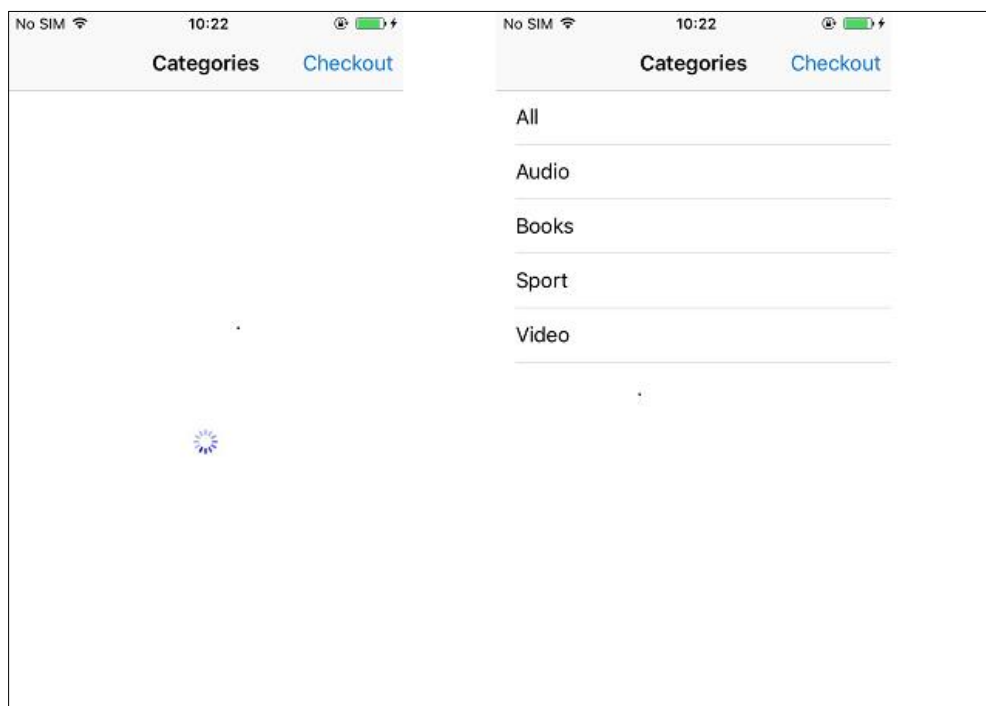 No SIM 10:22
Categories Checkout
No SIM 10:22
Categories Checkout
All
Audio
Books
Sport
Video